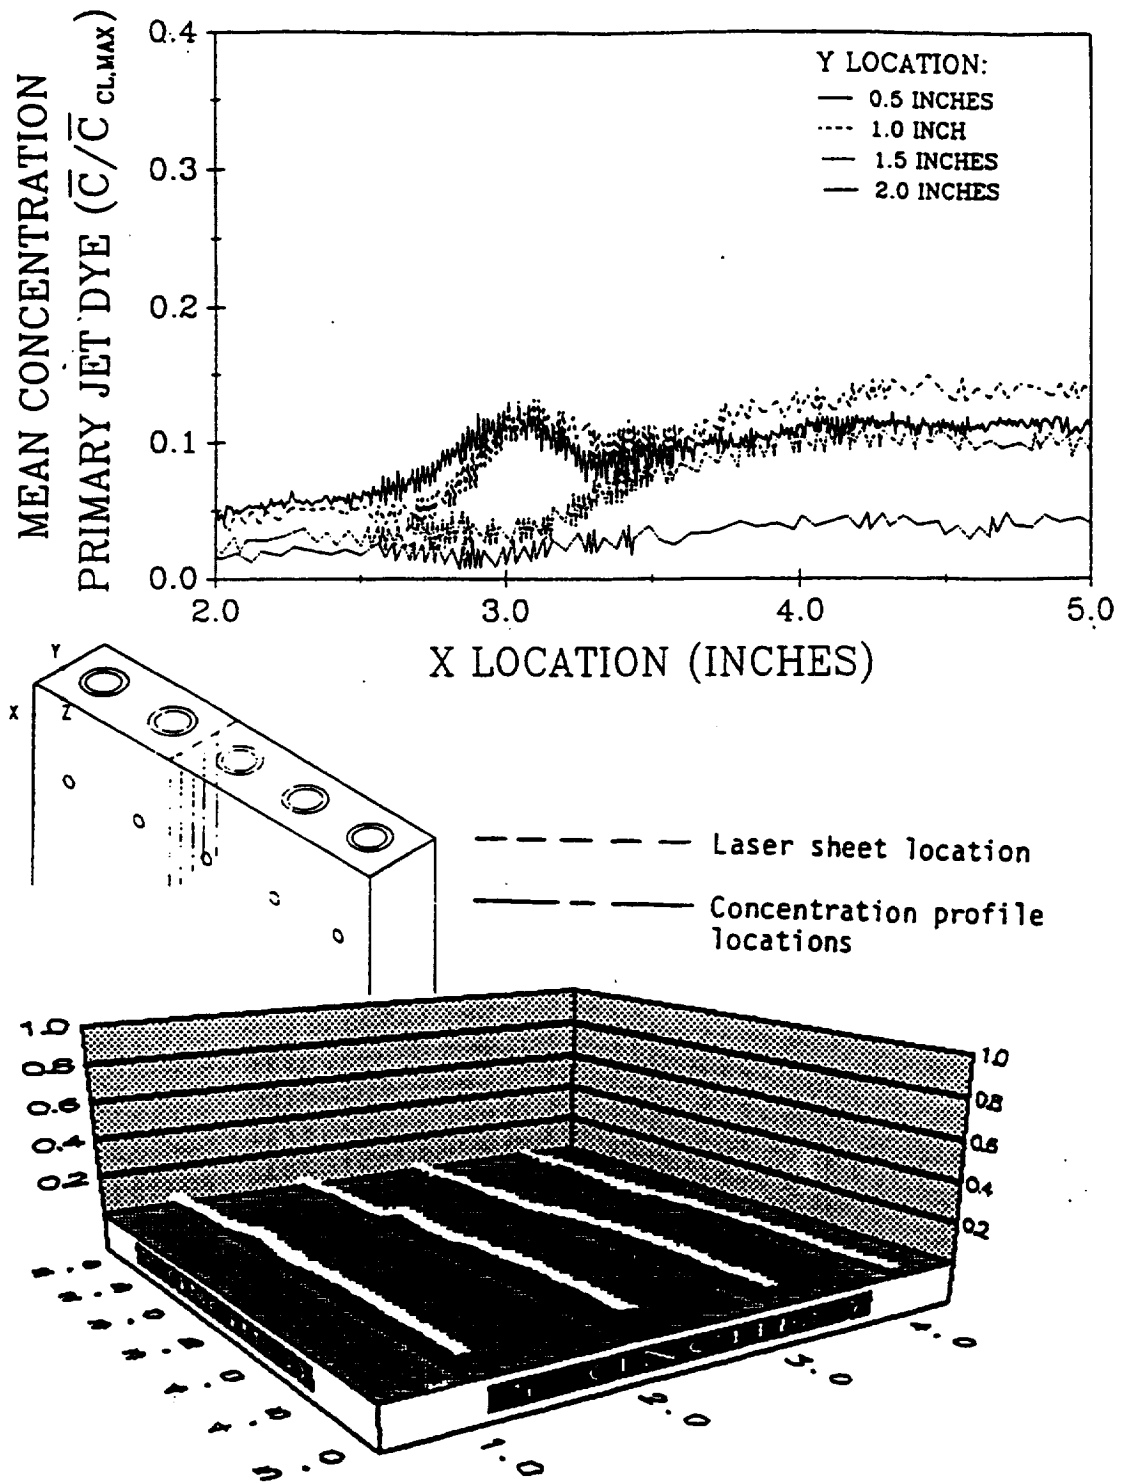 MEAN CONCENTRATION
PRIMARY JET DYE (C̅/C̅ CL,MAX)
0.4
0.3
0.2
0.1
0.0
Y LOCATION:
0.5 INCHES
1.0 INCH
1.5 INCHES
2.0 INCHES
2.0 3.0 4.0 5.0
X LOCATION (INCHES)
Y
X Z
Laser sheet location
Concentration profile
locations
1.0
0.8
0.6
0.4
0.2
1.0
0.8
0.6
0.4
0.2
5.0
1.0
2.0
3.0
4.0